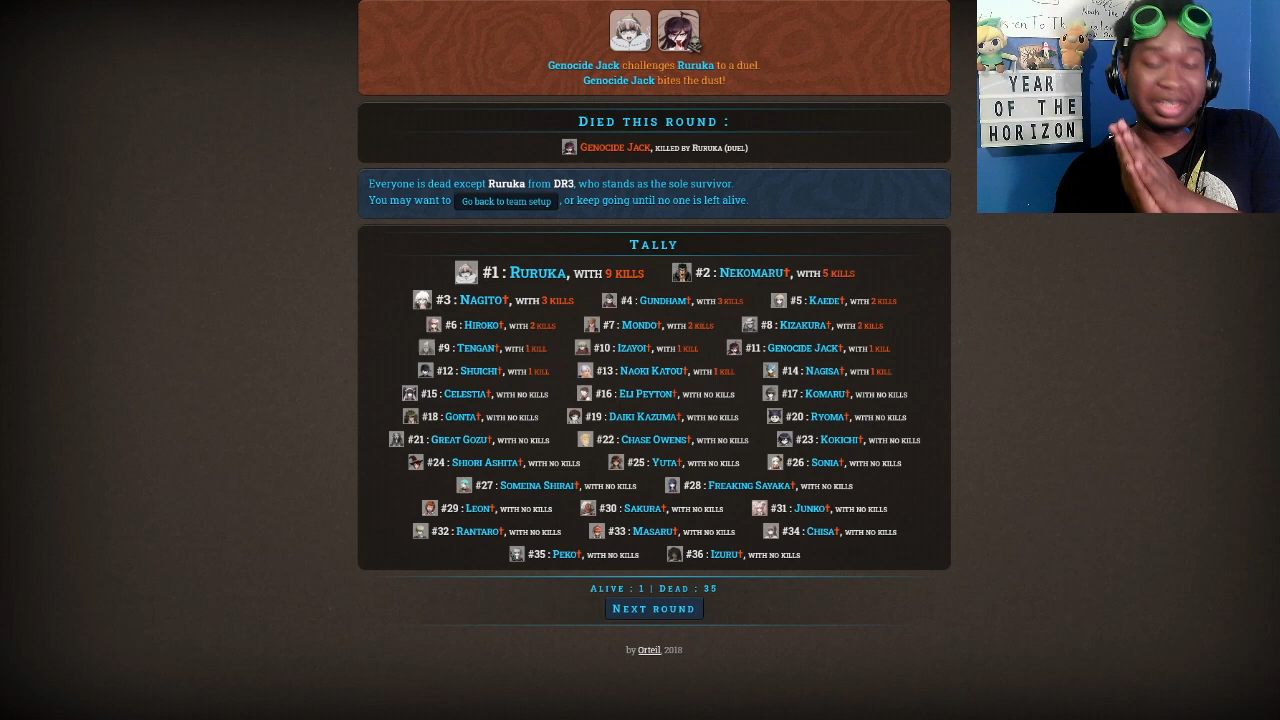 Genocide Jack challenges Ruruka to a duel.
Genocide Jack bites the dust!
Died this round :
Genocide Jack, killed by Ruruka (duel)
Everyone is dead except Ruruka from DR3, who stands as the sole survivor.
You may want to Go back to team setup, or keep going until no one is left alive.
Tally
#1 : Ruruka, with 9 kills #2 : Nekomaru†, with 5 kills
#3 : Nagito†, with 3 kills #4 : Gundham†, with 3 kills #5 : Kaede†, with 2 kills
#6 : Hiroko†, with 2 kills #7 : Mondo†, with 2 kills #8 : Kizakura†, with 2 kills
#9 : Tengan†, with 1 kill #10 : Izayoi†, with 1 kill #11 : Genocide Jack†, with 1 kill
#12 : Shuichi†, with 1 kill #13 : Naoki Katou†, with 1 kill #14 : Nagisa†, with 1 kill
#15 : Celestia†, with no kills #16 : Eli Peyton†, with no kills #17 : Komaru†, with no kills
#18 : Gonta†, with no kills #19 : Daiki Kazuma†, with no kills #20 : Ryoma†, with no kills
#21 : Great Gozu†, with no kills #22 : Chase Owens†, with no kills #23 : Kokichi†, with no kills
#24 : Shiori Ashita†, with no kills #25 : Yuta†, with no kills #26 : Sonia†, with no kills
#27 : Someina Shirai†, with no kills #28 : Freaking Sayaka†, with no kills
#29 : Leon†, with no kills #30 : Sakura†, with no kills #31 : Junko†, with no kills
#32 : Rantaro†, with no kills #33 : Masaru†, with no kills #34 : Chisa†, with no kills
#35 : Peko†, with no kills #36 : Izuru†, with no kills
Alive : 1 | Dead : 35
Next round
by Orteil, 2018
To The
YEAR
OF THE
HORIZON